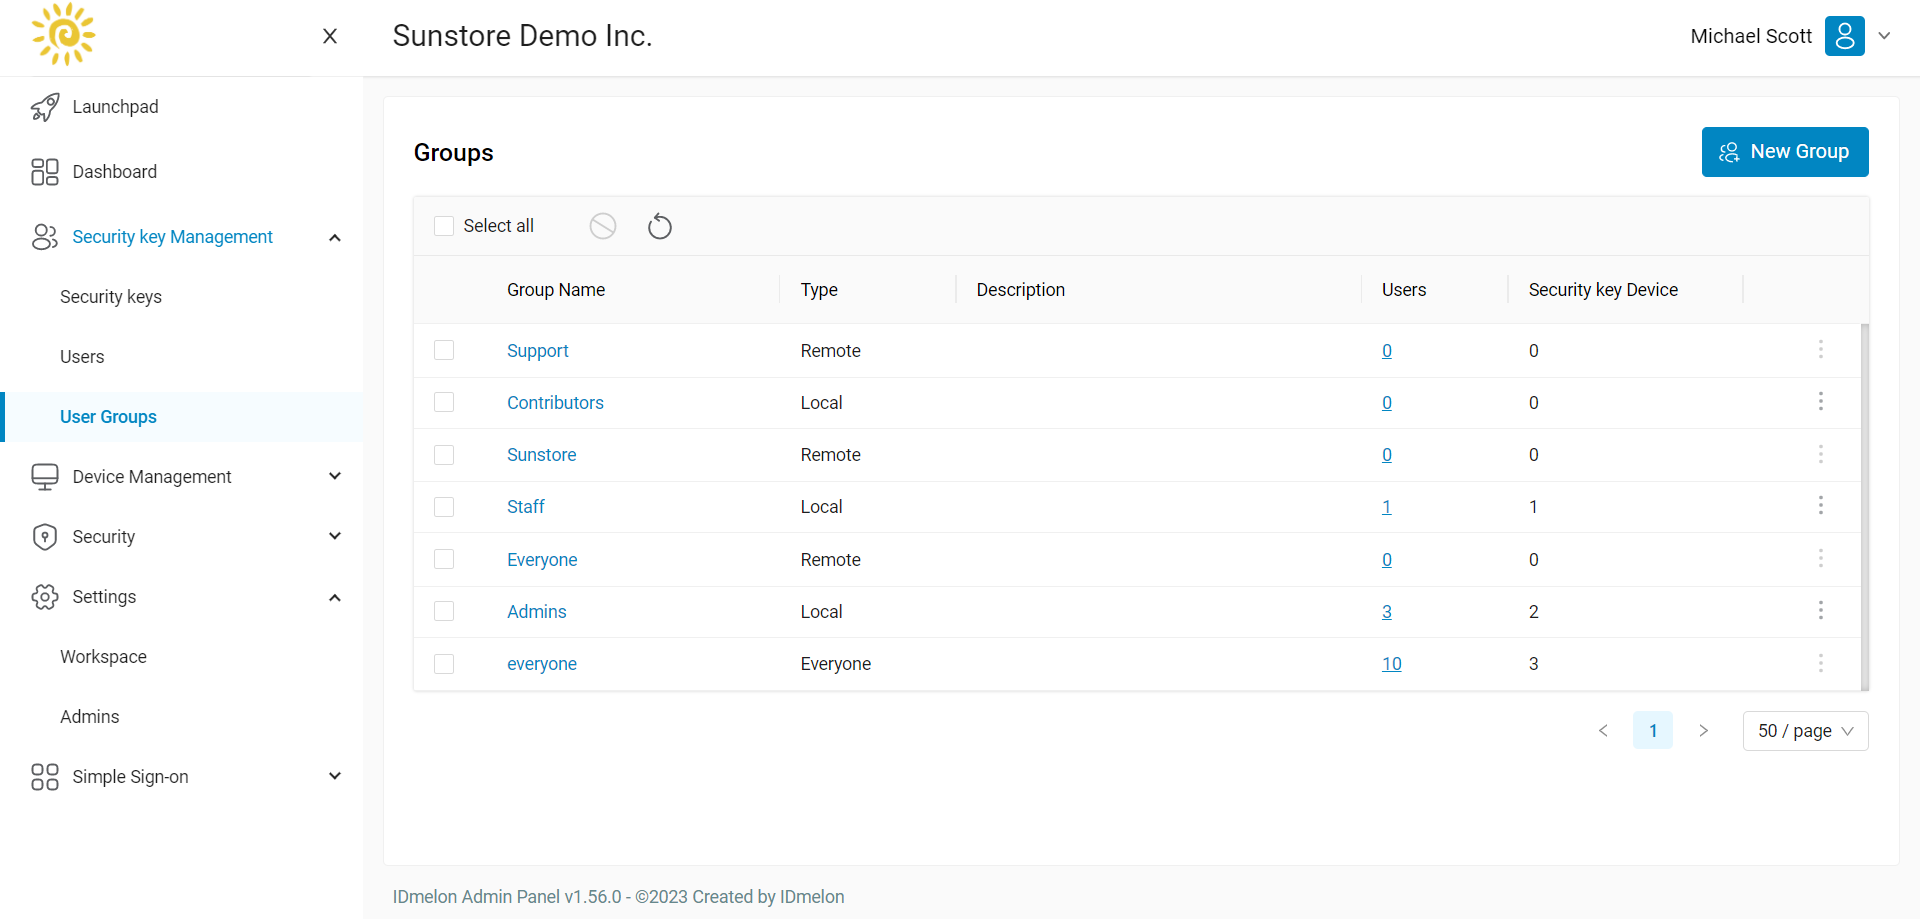 Sunstore Demo Inc.
Michael Scott
Launchpad
Dashboard
Security key Management
Security keys
Users
User Groups
Device Management
Security
Settings
Workspace
Admins
Simple Sign-on
Groups
New Group
Select all
Group Name Type Description Users Security key Device
Support Remote 0 0
Contributors Local 0 0
Sunstore Remote 0 0
Staff Local 1 1
Everyone Remote 0 0
Admins Local 3 2
everyone Everyone 10 3
< 1 > 50 / page
IDmelon Admin Panel v1.56.0 - ©2023 Created by IDmelon